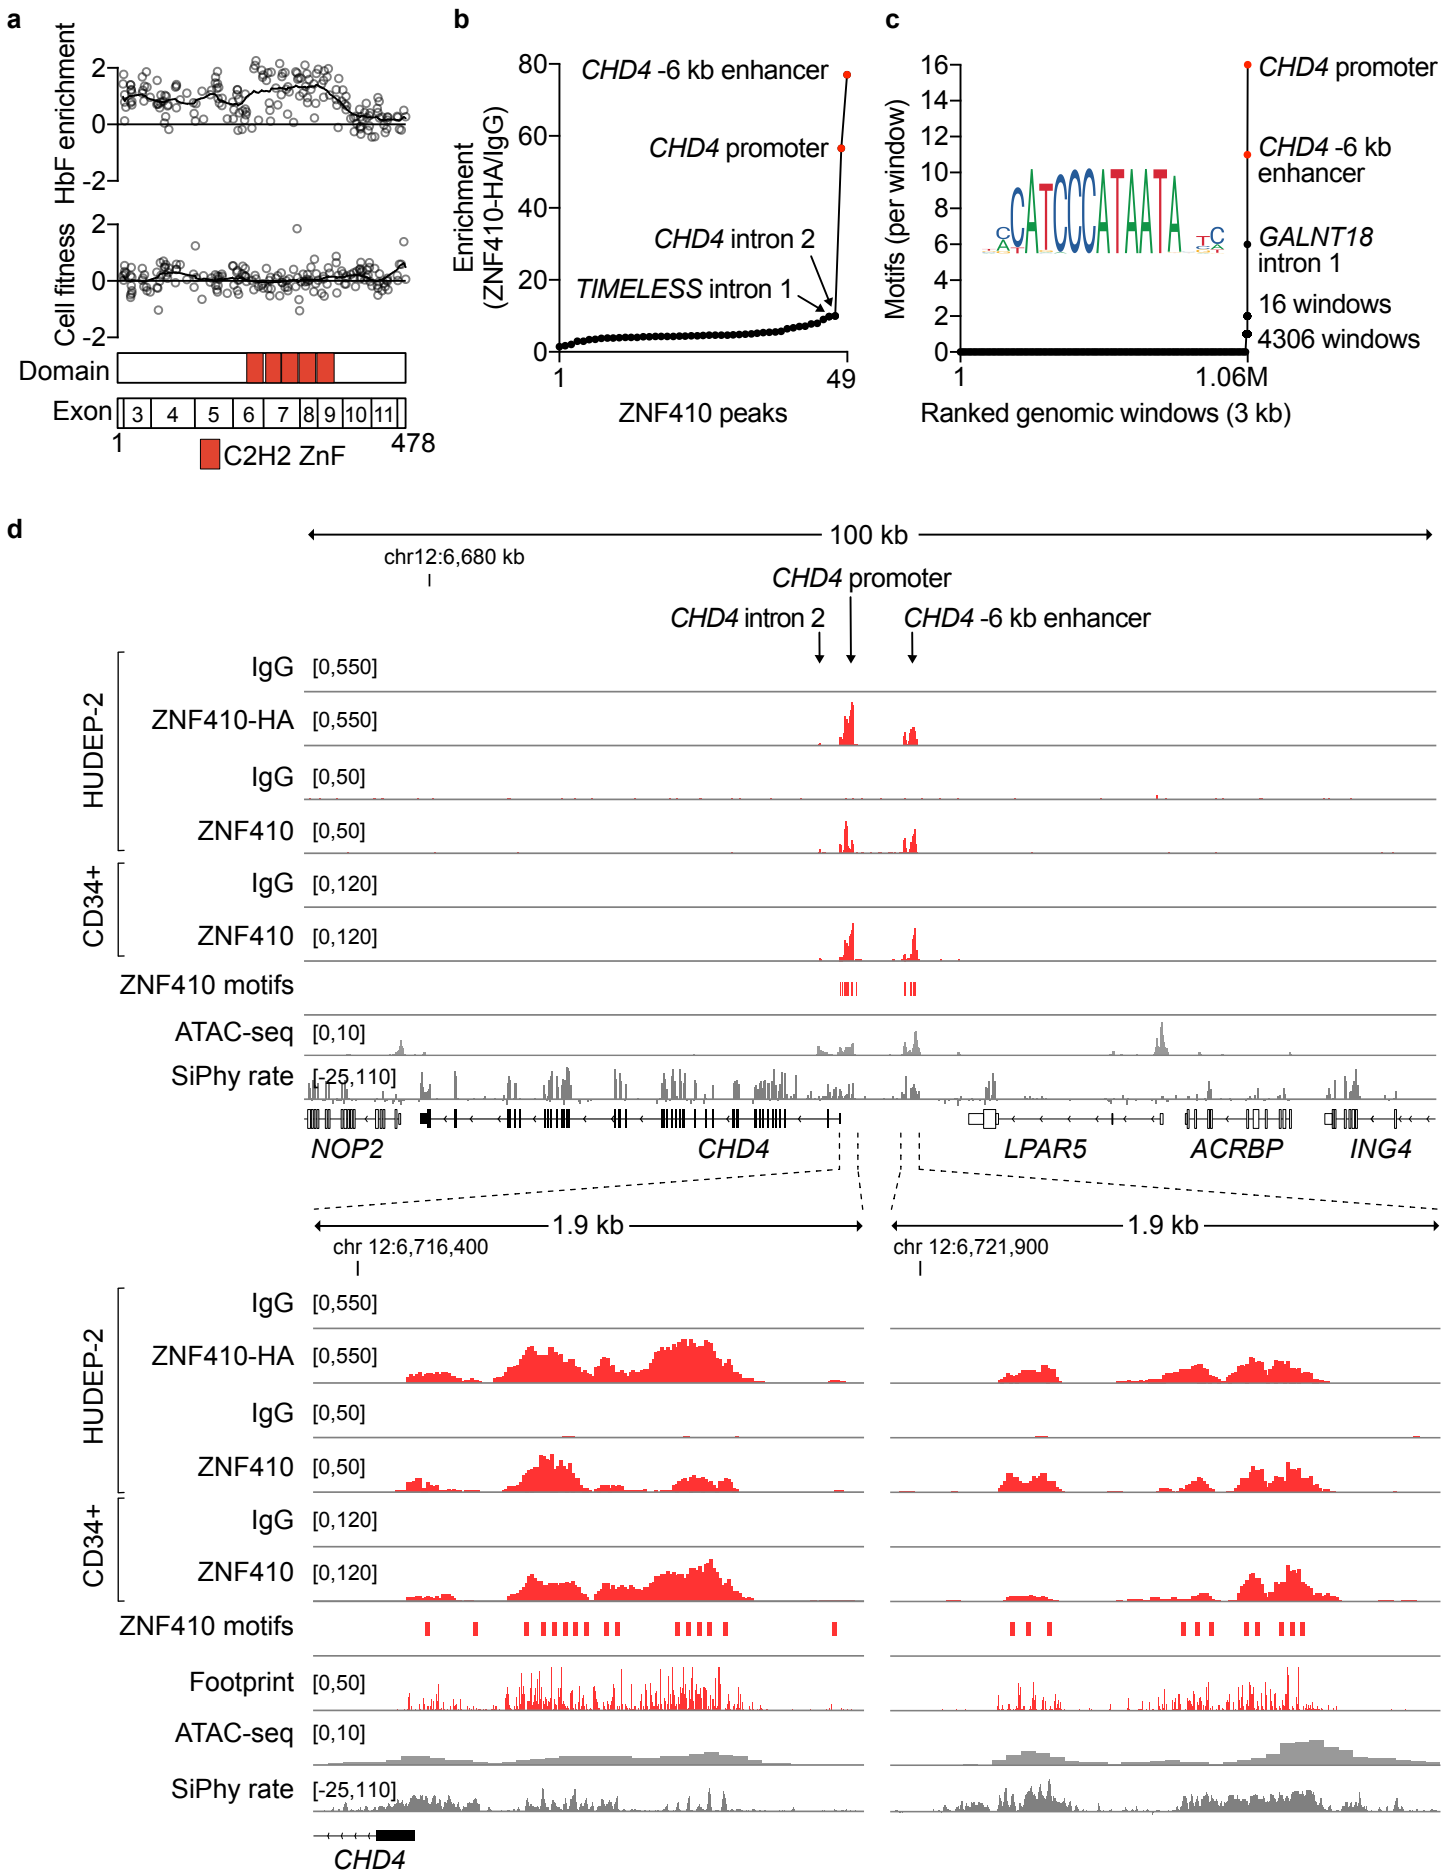 a
HbF enrichment
2
0
-2
Cell fitness
2
0
-2
Domain
Exon
3 4 5 6 7 8 9 10 11
1 478
C2H2 ZnF
b
Enrichment
(ZNF410-HA/IgG)
80
60
40
20
0
CHD4 -6 kb enhancer
CHD4 promoter
CHD4 intron 2
TIMELESS intron 1
1 49
ZNF410 peaks
c
Motifs (per window)
16
14
12
10
8
6
4
2
0
CHD4 promoter
CHD4 -6 kb
enhancer
GALNT18
intron 1
16 windows
4306 windows
CATCCCATAATA
1 1.06M
Ranked genomic windows (3 kb)
d
100 kb
chr12:6,680 kb
CHD4 promoter
CHD4 intron 2
CHD4 -6 kb enhancer
HUDEP-2
IgG [0,550]
ZNF410-HA [0,550]
IgG [0,50]
ZNF410 [0,50]
CD34+
IgG [0,120]
ZNF410 [0,120]
ZNF410 motifs
ATAC-seq [0,10]
SiPhy rate [-25,110]
NOP2 CHD4 LPAR5 ACRBP ING4
1.9 kb 1.9 kb
chr 12:6,716,400 chr 12:6,721,900
HUDEP-2
IgG [0,550]
ZNF410-HA [0,550]
IgG [0,50]
ZNF410 [0,50]
CD34+
IgG [0,120]
ZNF410 [0,120]
ZNF410 motifs
Footprint [0,50]
ATAC-seq [0,10]
SiPhy rate [-25,110]
CHD4